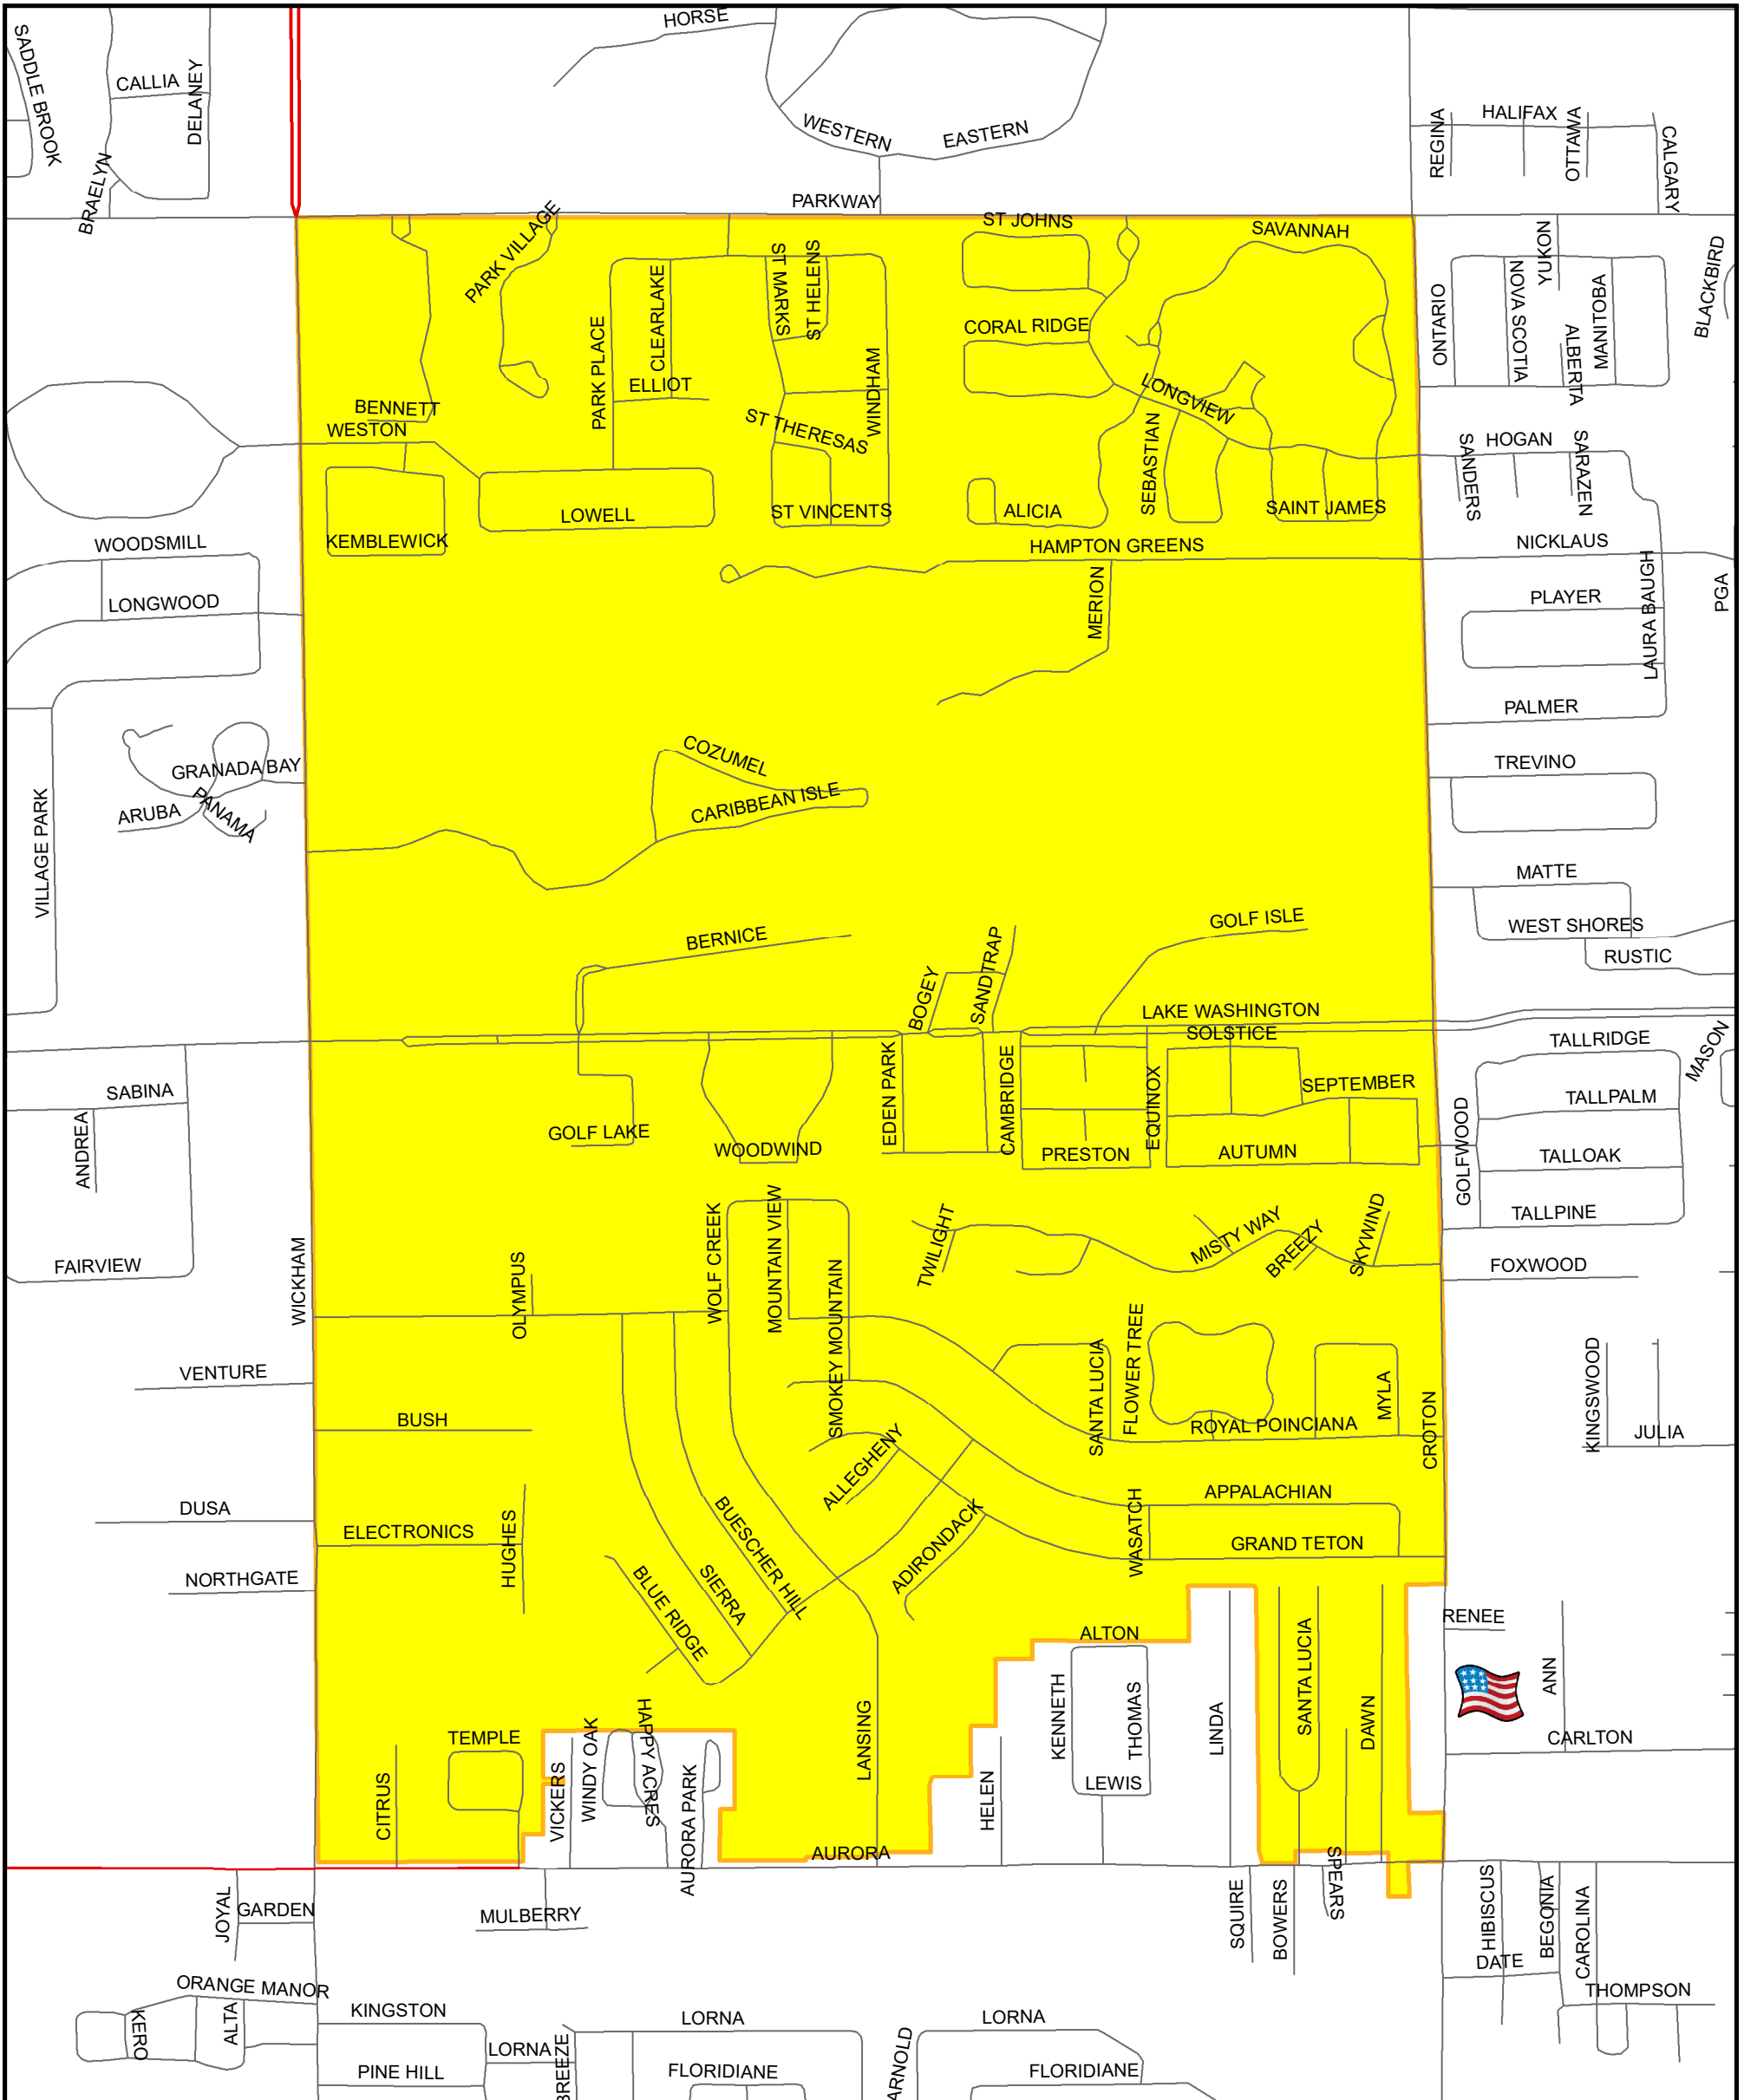 HORSE
SADDLE BROOK
CALLIA
DELANEY
BRAELYN
WESTERN
EASTERN
PARKWAY
REGINA
HALIFAX
OTTAWA
CALGARY
PARK VILLAGE
ST JOHNS
SAVANNAH
YUKON
BLACKBIRD
ST MARKS
ST HELENS
CLEARLAKE
PARK PLACE
CORAL RIDGE
ONTARIO
NOVA SCOTIA
MANITOBA
ALBERTA
ELLIOT
WINDHAM
LONGVIEW
BENNETT
WESTON
ST THERESAS
SEBASTIAN
HOGAN
SANDERS
SARAZEN
LOWELL
ST VINCENTS
ALICIA
SAINT JAMES
KEMBLEWICK
WOODSMILL
HAMPTON GREENS
NICKLAUS
LONGWOOD
MERION
PLAYER
LAURA BAUGH
PGA
PALMER
COZUMEL
CARIBBEAN ISLE
GRANADA BAY
ARUBA
PANAMA
TREVINO
VILLAGE PARK
MATTE
WEST SHORES
RUSTIC
BERNICE
BOGEY
SANDTRAP
GOLF ISLE
LAKE WASHINGTON
SOLSTICE
TALLRIDGE
MASON
SABINA
ANDREA
EDEN PARK
CAMBRIDGE
EQUINOX
SEPTEMBER
TALLPALM
GOLF LAKE
WOODWIND
PRESTON
AUTUMN
GOLFWOOD
TALLOAK
TALLPINE
FAIRVIEW
WICKHAM
OLYMPUS
WOLF CREEK
MOUNTAIN VIEW
SMOKEY MOUNTAIN
TWILIGHT
MISTY WAY
BREEZY
SKYWIND
FOXWOOD
VENTURE
BUSH
SANTA LUCIA
FLOWER TREE
MYLA
ROYAL POINCIANA
CROTON
KINGSWOOD
JULIA
ALLEGHENY
APPALACHIAN
DUSA
ELECTRONICS
HUGHES
BUESCHER HILL
ADIRONDACK
WASATCH
GRAND TETON
NORTHGATE
SIERRA
BLUE RIDGE
RENEE
ALTON
KENNETH
THOMAS
LINDA
SANTA LUCIA
DAWN
ANN
CARLTON
TEMPLE
HAPPY ACRES
WINDY OAK
VICKERS
CITRUS
AURORA PARK
LANSING
HELEN
LEWIS
AURORA
SPEARS
JOYAL
GARDEN
MULBERRY
SQUIRE
BOWERS
HIBISCUS
BEGONIA
CAROLINA
DATE
ORANGE MANOR
THOMPSON
KERO
ALTA
KINGSTON
LORNA
LORNA
LORNA
BREEZE
ARNOLD
PINE HILL
FLORIDIANE
FLORIDIANE